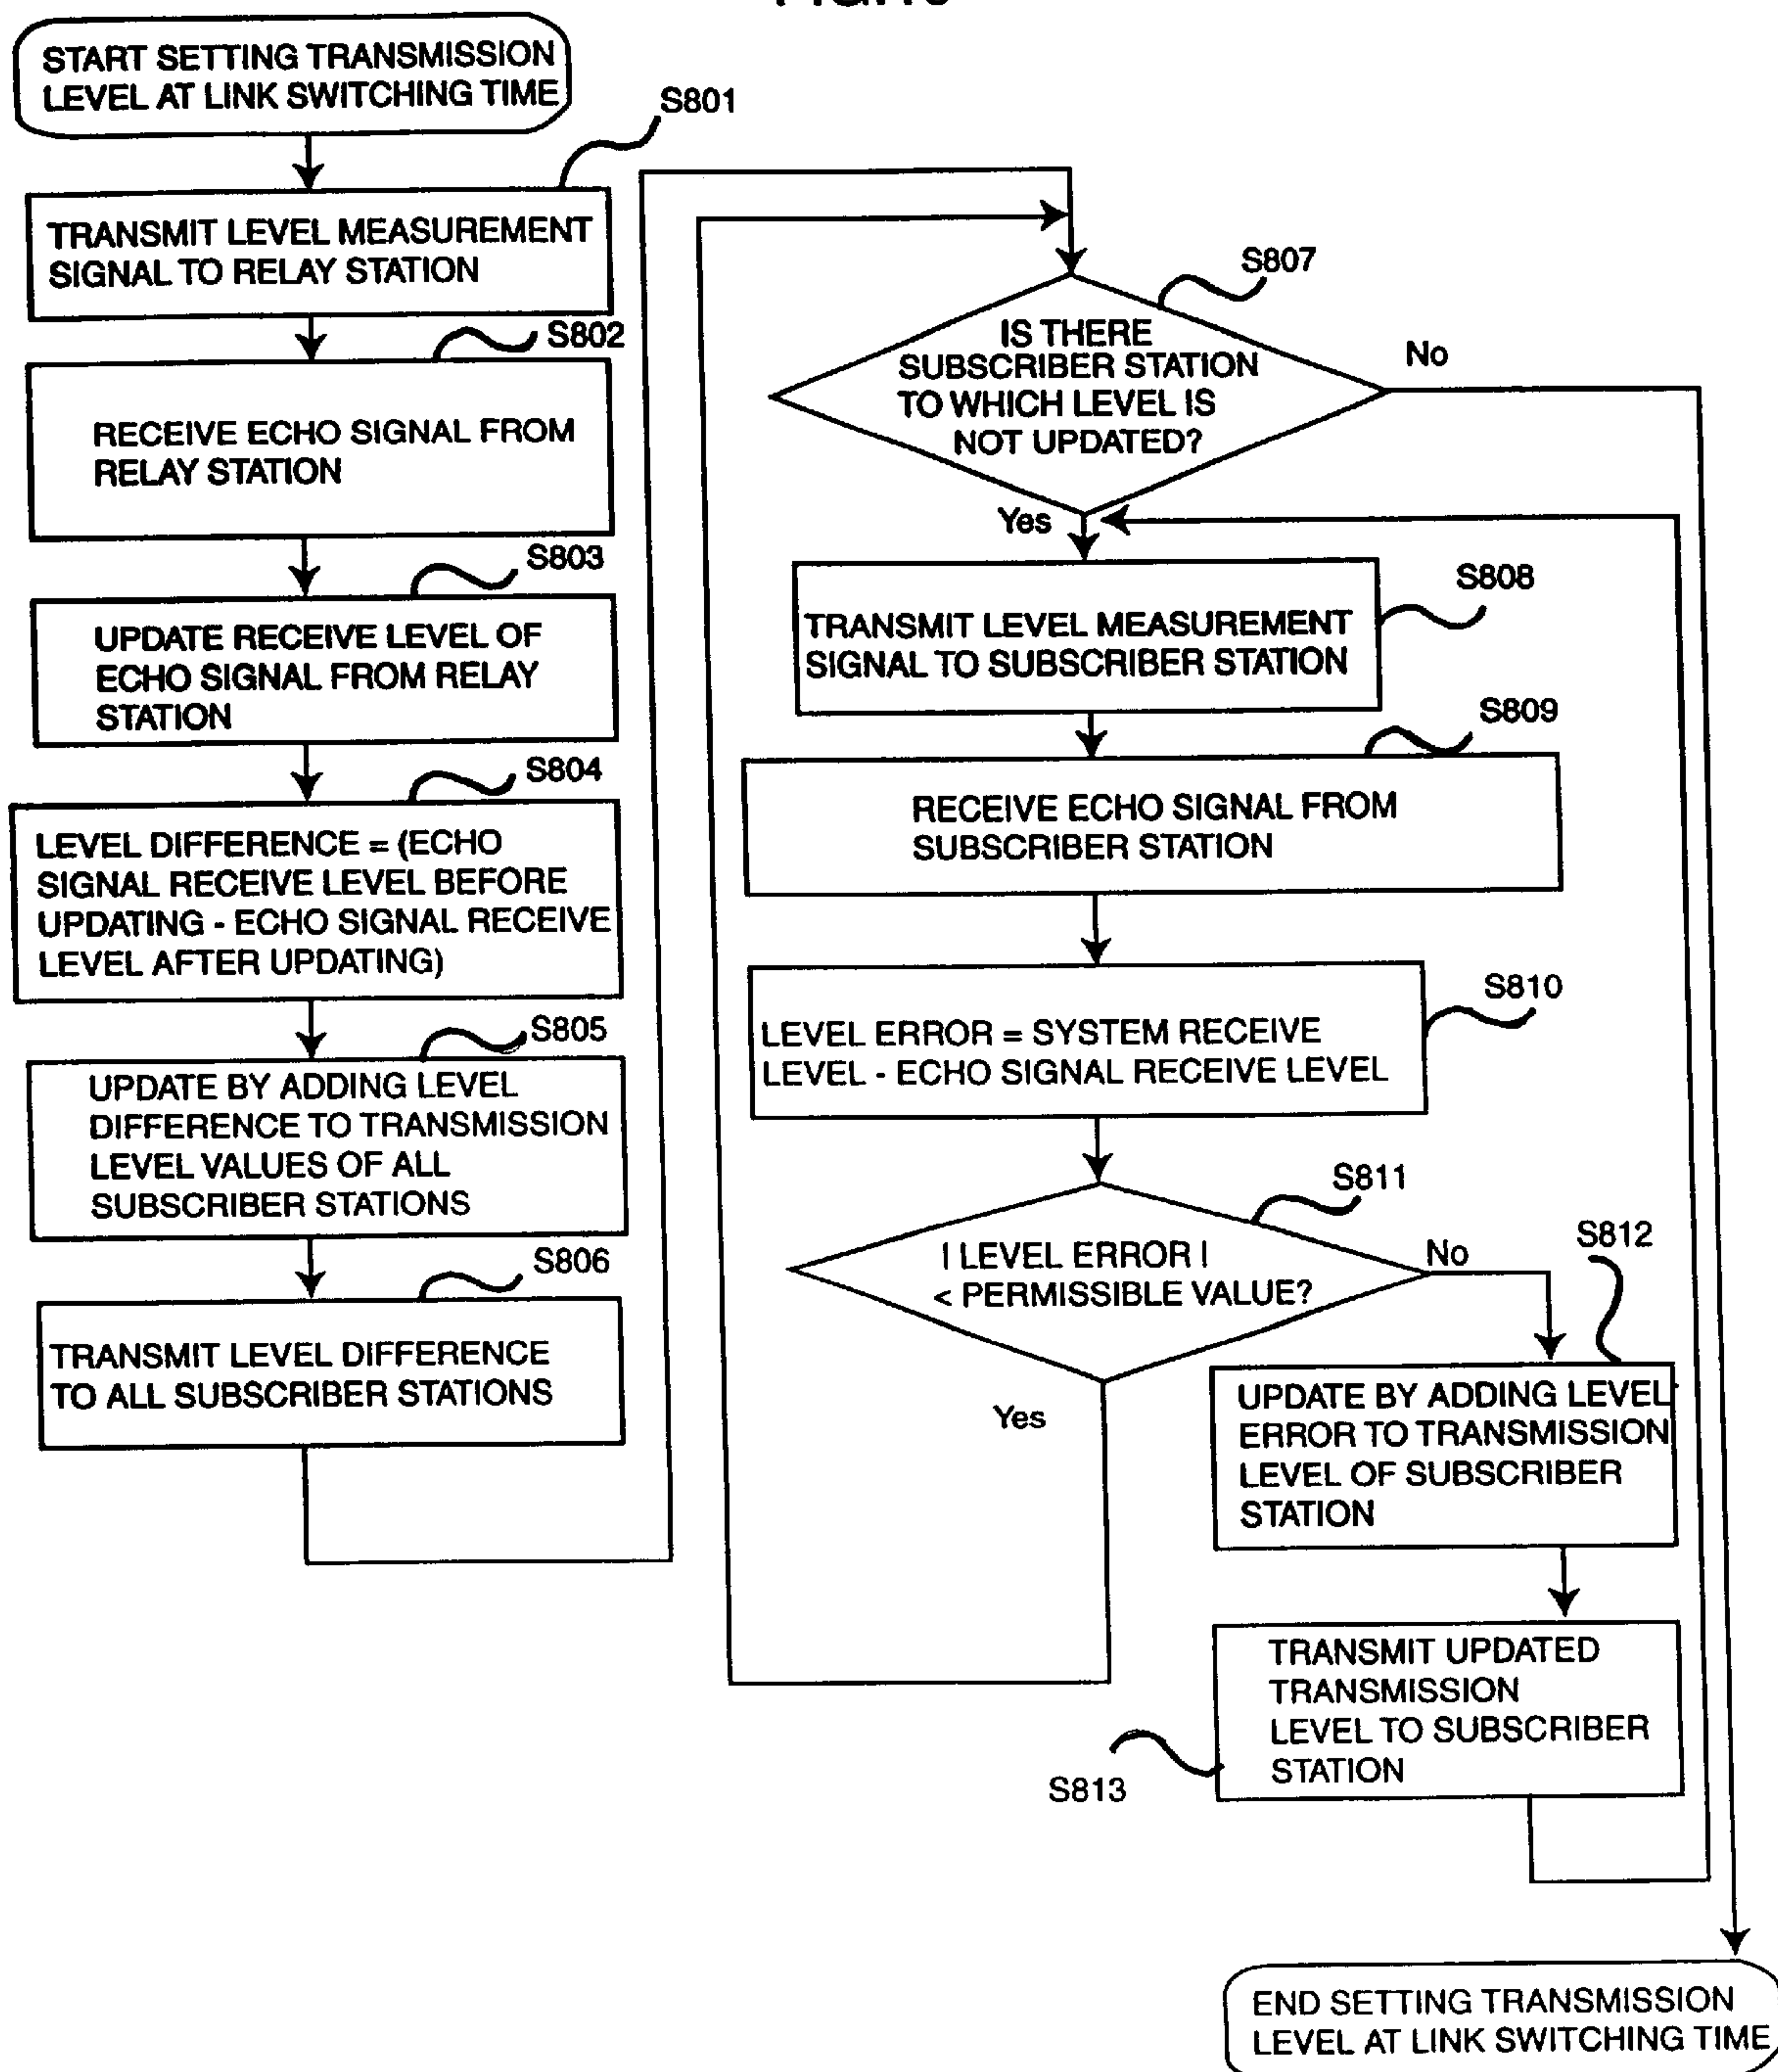 START SETTING TRANSMISSION
LEVEL AT LINK SWITCHING TIME
S801
TRANSMIT LEVEL MEASUREMENT
SIGNAL TO RELAY STATION
S802
RECEIVE ECHO SIGNAL FROM
RELAY STATION
S803
UPDATE RECEIVE LEVEL OF
ECHO SIGNAL FROM RELAY
STATION
S804
LEVEL DIFFERENCE = (ECHO
SIGNAL RECEIVE LEVEL BEFORE
UPDATING - ECHO SIGNAL RECEIVE
LEVEL AFTER UPDATING)
S805
UPDATE BY ADDING LEVEL
DIFFERENCE TO TRANSMISSION
LEVEL VALUES OF ALL
SUBSCRIBER STATIONS
S806
TRANSMIT LEVEL DIFFERENCE
TO ALL SUBSCRIBER STATIONS
S807
IS THERE
SUBSCRIBER STATION
TO WHICH LEVEL IS
NOT UPDATED?
No
Yes
S808
TRANSMIT LEVEL MEASUREMENT
SIGNAL TO SUBSCRIBER STATION
S809
RECEIVE ECHO SIGNAL FROM
SUBSCRIBER STATION
S810
LEVEL ERROR = SYSTEM RECEIVE
LEVEL - ECHO SIGNAL RECEIVE LEVEL
S811
| LEVEL ERROR |
< PERMISSIBLE VALUE?
No
Yes
S812
UPDATE BY ADDING LEVEL
ERROR TO TRANSMISSION
LEVEL OF SUBSCRIBER
STATION
TRANSMIT UPDATED
TRANSMISSION
LEVEL TO SUBSCRIBER
STATION
S813
END SETTING TRANSMISSION
LEVEL AT LINK SWITCHING TIME